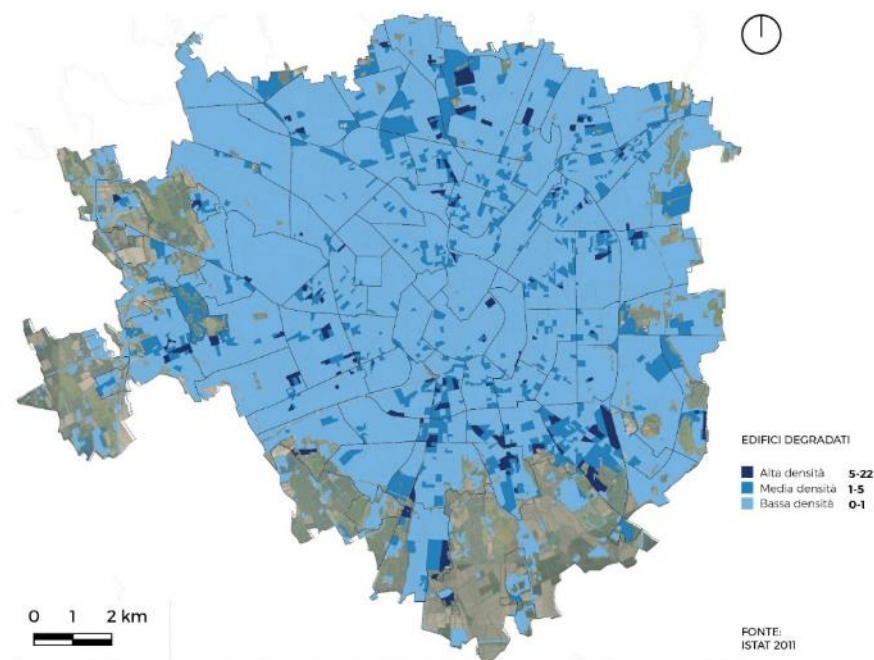 EDIFICI DEGRADATI
Alta densità 5-22
Media densità 1-5
Bassa densità 0-1
0 1 2 km
FONTE:
ISTAT 2011